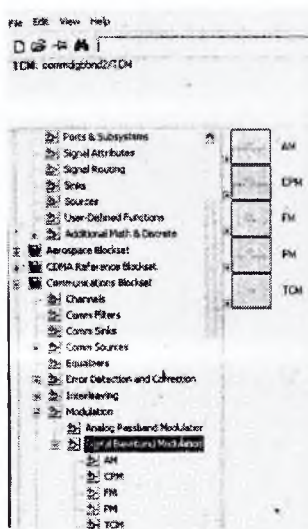 File Edit View Help
TCM: commdigbbnd2/TCM
Ports & Subsystems
Signal Attributes
Signal Routing
Sinks
Sources
User-Defined Functions
Additional Math & Discrete
Aerospace Blockset
CDMA Reference Blockset
Communications Blockset
Channels
Comm Filters
Comm Sinks
Comm Sources
Equalizers
Error Detection and Correction
Interleaving
Modulation
Analog Passband Modulation
Digital Baseband Modulation
AM
CPM
FM
PM
TCM
AM
CPM
FM
PM
TCM